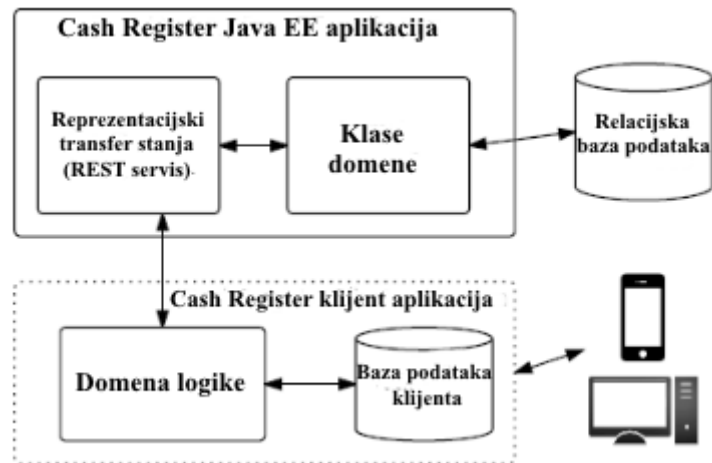 Cash Register Java EE aplikacija
Reprezentacijski
transfer stanja
(REST servis).
Klase
domene
Relacijska
baza podataka
Cash Register klijent aplikacija
Domena logike
Baza podataka
klijenta